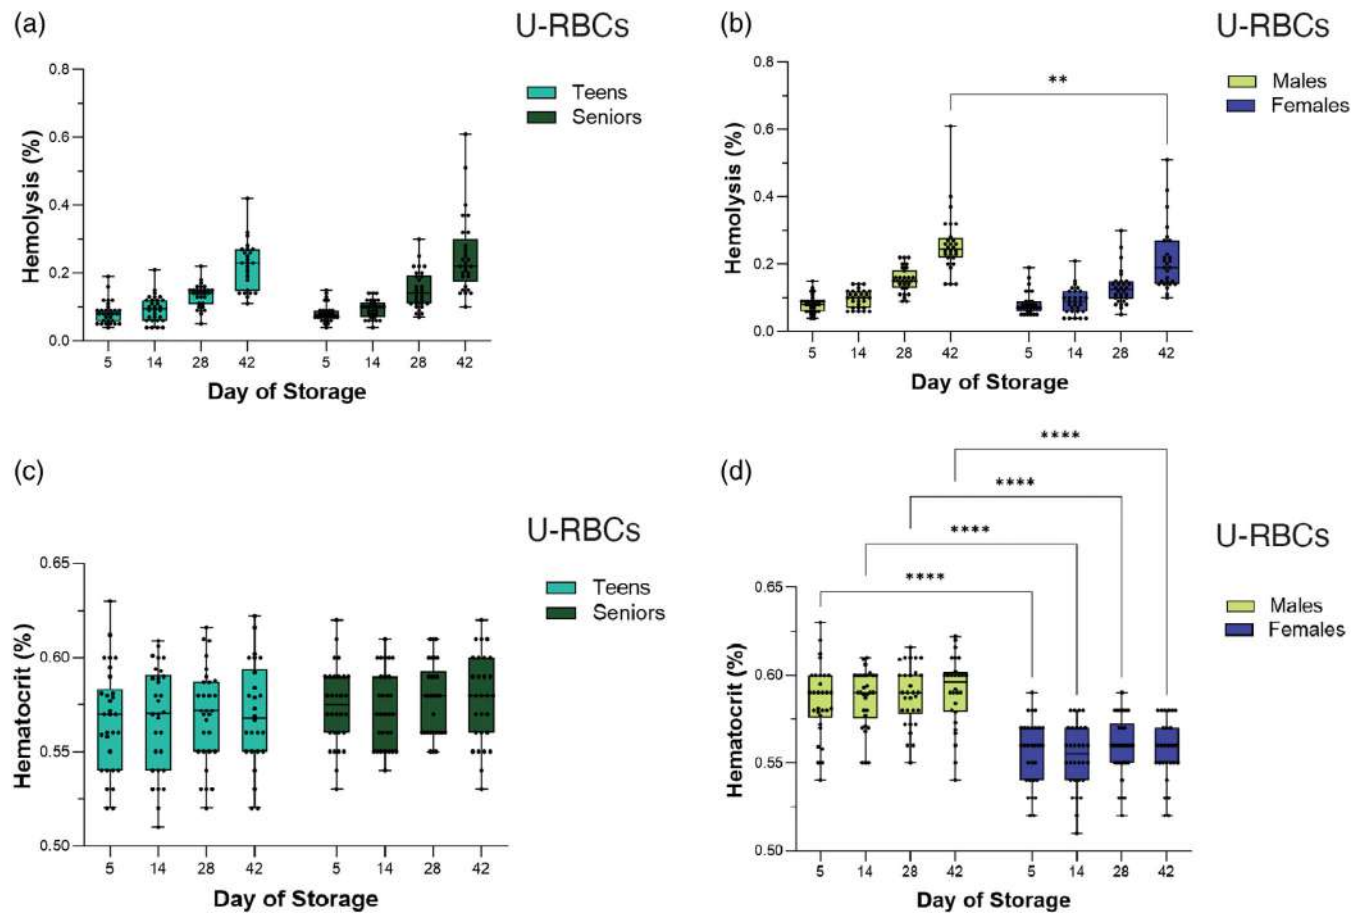 (a)
U-RBCs
Teens
Seniors
Hemolysis (%)
0.8
0.6
0.4
0.2
0.0
5 14 28 42 5 14 28 42
Day of Storage
(b)
U-RBCs
Males
Females
**
Hemolysis (%)
0.8
0.6
0.4
0.2
0.0
5 14 28 42 5 14 28 42
Day of Storage
(c)
U-RBCs
Teens
Seniors
Hematocrit (%)
0.65
0.60
0.55
0.50
5 14 28 42 5 14 28 42
Day of Storage
(d)
U-RBCs
Males
Females
****
****
****
****
Hematocrit (%)
0.65
0.60
0.55
0.50
5 14 28 42 5 14 28 42
Day of Storage